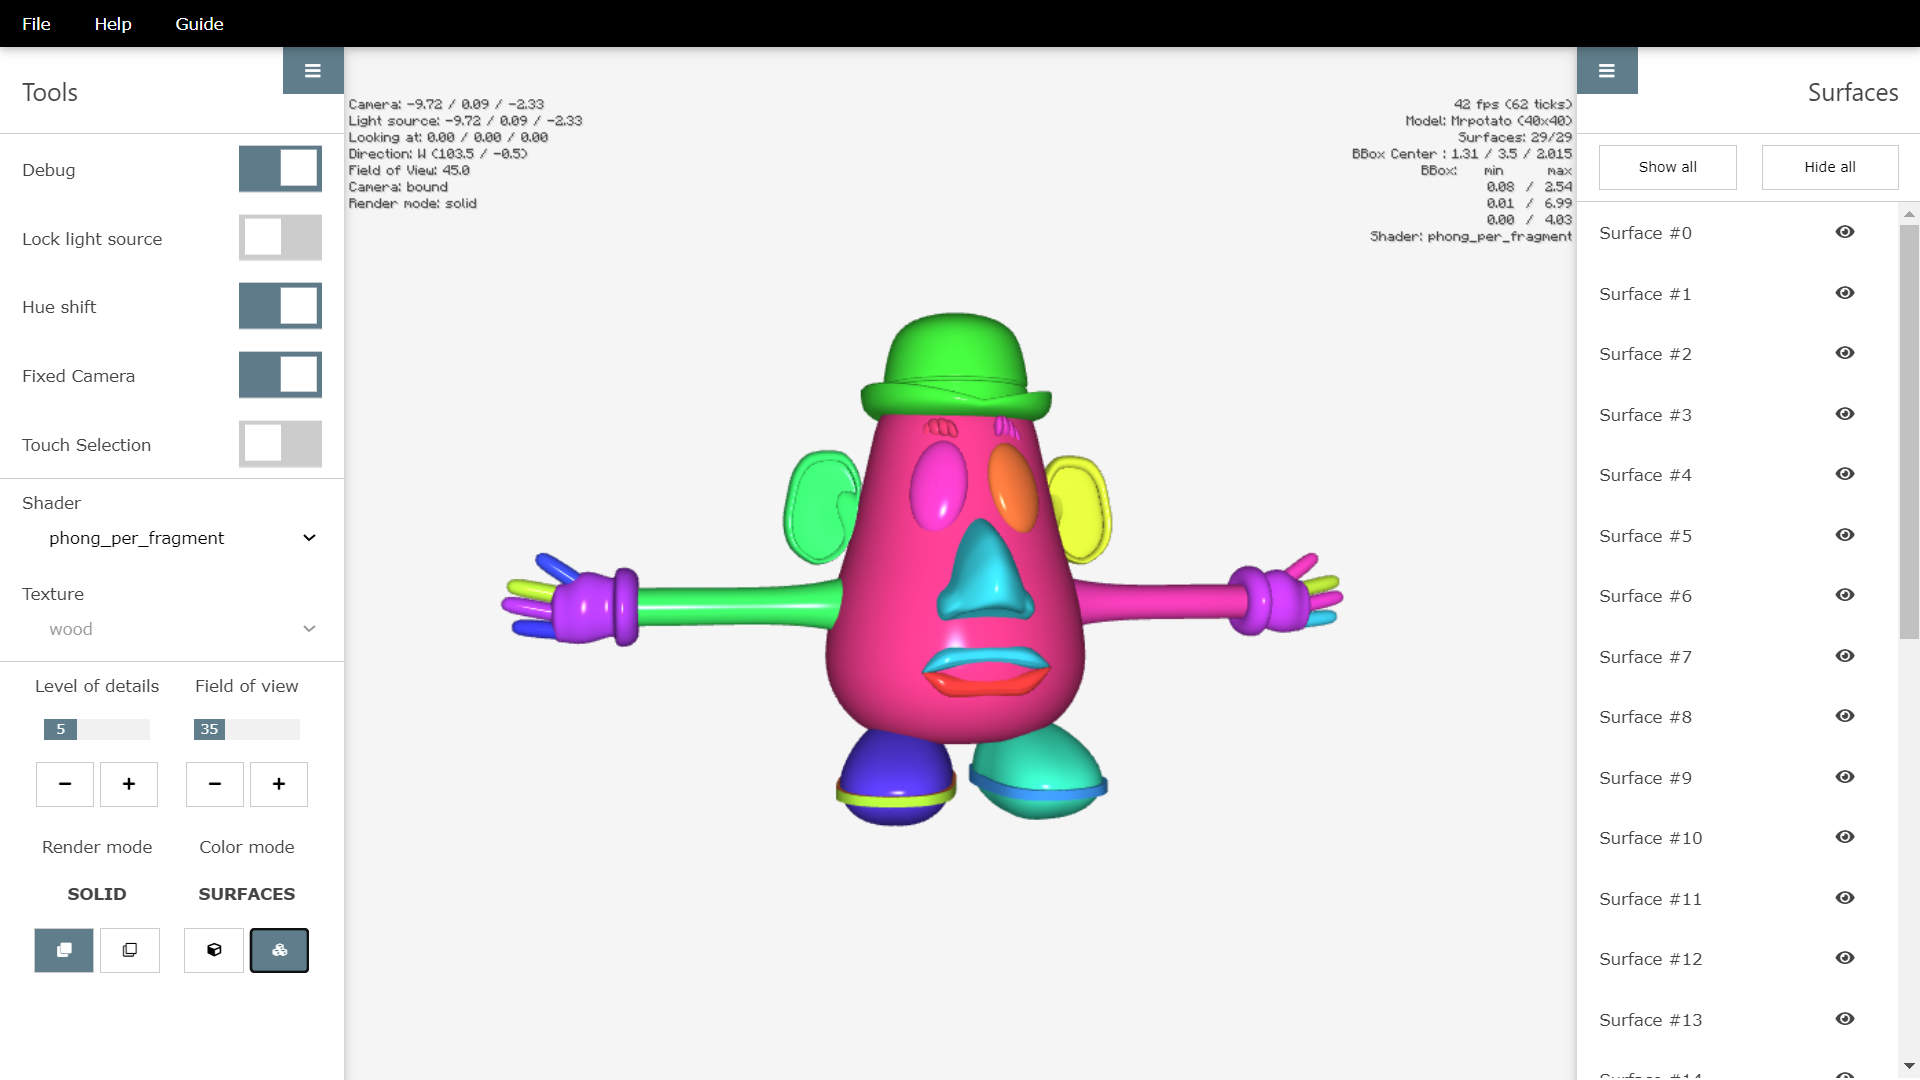 File Help Guide
Tools
Debug
Lock light source
Hue shift
Fixed Camera
Touch Selection
Shader
phong_per_fragment
Texture
wood
Level of details Field of view
5 35
− + − +
Render mode Color mode
SOLID SURFACES
Camera: -9.72 / 0.09 / -2.33
Light source: -9.72 / 0.09 / -2.33
Looking at: 0.00 / 0.00 / 0.00
Direction: W (103.5 / -0.5)
Field of View: 45.0
Camera: bound
Render mode: solid
42 fps (62 ticks)
Model: Mrpotato (40x40)
Surfaces: 29/29
BBox Center : 1.31 / 3.5 / 2.015
BBox: min max
0.08 / 2.54
0.01 / 6.99
0.00 / 4.03
Shader: phong_per_fragment
Surfaces
Show all Hide all
Surface #0
Surface #1
Surface #2
Surface #3
Surface #4
Surface #5
Surface #6
Surface #7
Surface #8
Surface #9
Surface #10
Surface #11
Surface #12
Surface #13